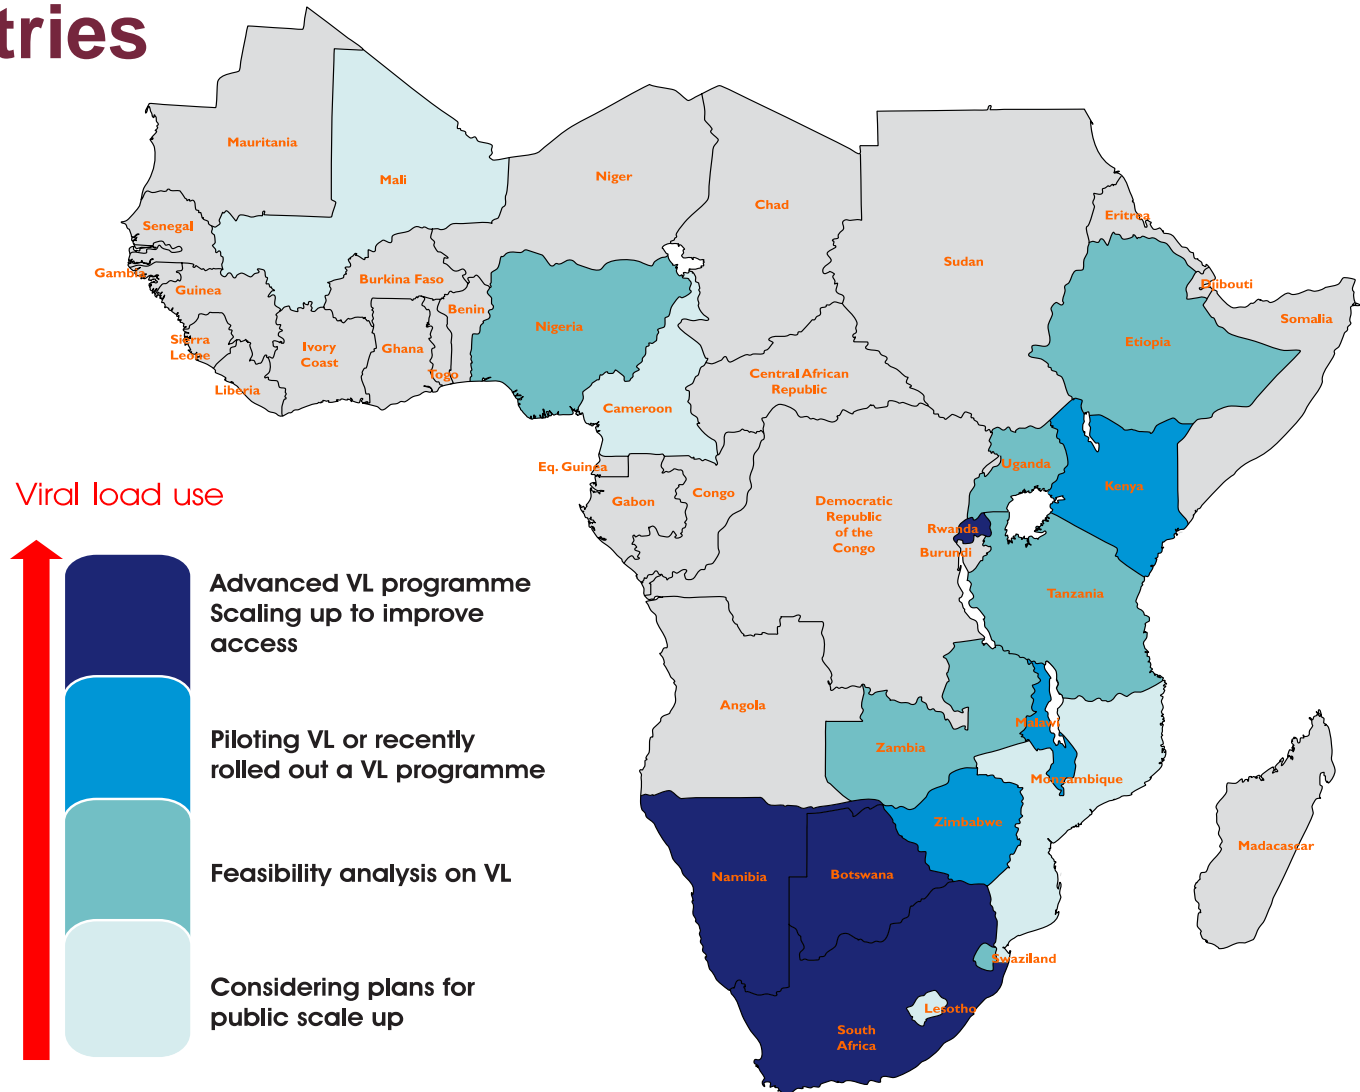 tries
Mauritania
Mali
Niger
Chad
Sudan
Eritrea
Senegal
Gambia
Guinea
Burkina Faso
Benin
Djibouti
Somalia
Sierra
Leone
Ivory
Coast
Ghana
Togo
Nigeria
Etiopia
Liberia
Central African
Republic
Cameroon
Eq. Guinea
Gabon
Congo
Uganda
Kenya
Democratic
Republic
of the
Congo
Rwanda
Burundi
Tanzania
Angola
Zambia
Malawi
Monzambique
Zimbabwe
Madacascar
Namibia
Botswana
Swaziland
Lesotho
South
Africa
Viral load use
Advanced VL programme
Scaling up to improve
access
Piloting VL or recently
rolled out a VL programme
Feasibility analysis on VL
Considering plans for
public scale up